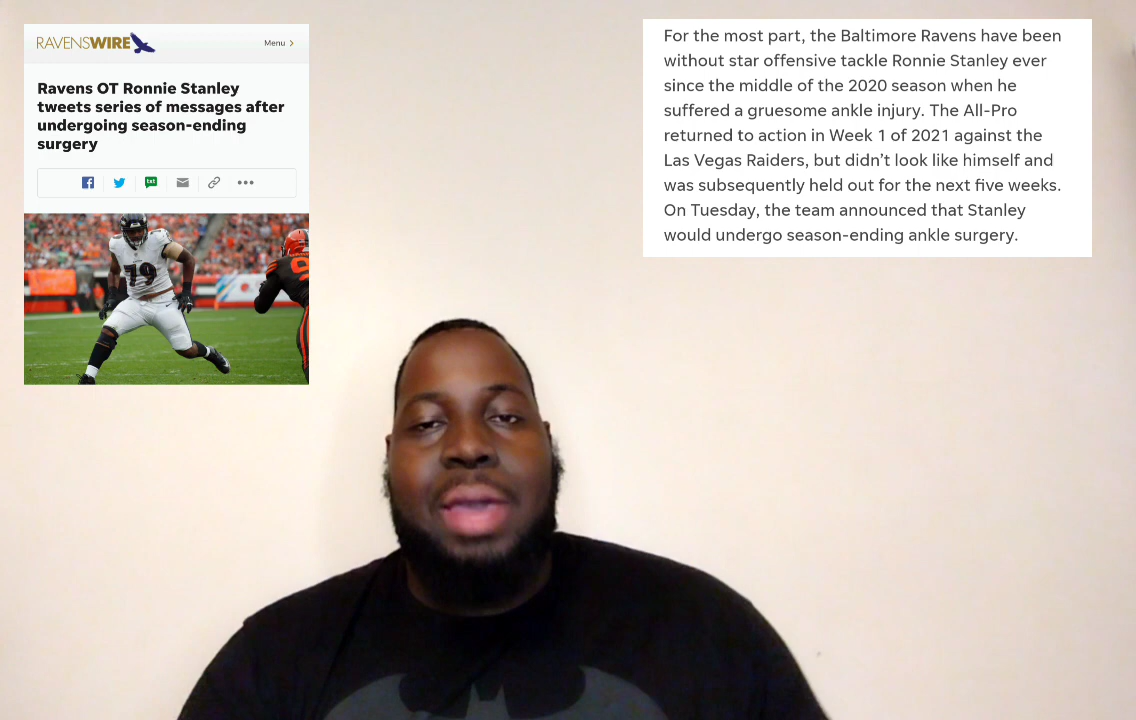 RAVENSWIRE
Menu
Ravens OT Ronnie Stanley
tweets series of messages after
undergoing season-ending
surgery
txt
79
9
For the most part, the Baltimore Ravens have been
without star offensive tackle Ronnie Stanley ever
since the middle of the 2020 season when he
suffered a gruesome ankle injury. The All-Pro
returned to action in Week 1 of 2021 against the
Las Vegas Raiders, but didn’t look like himself and
was subsequently held out for the next five weeks.
On Tuesday, the team announced that Stanley
would undergo season-ending ankle surgery.